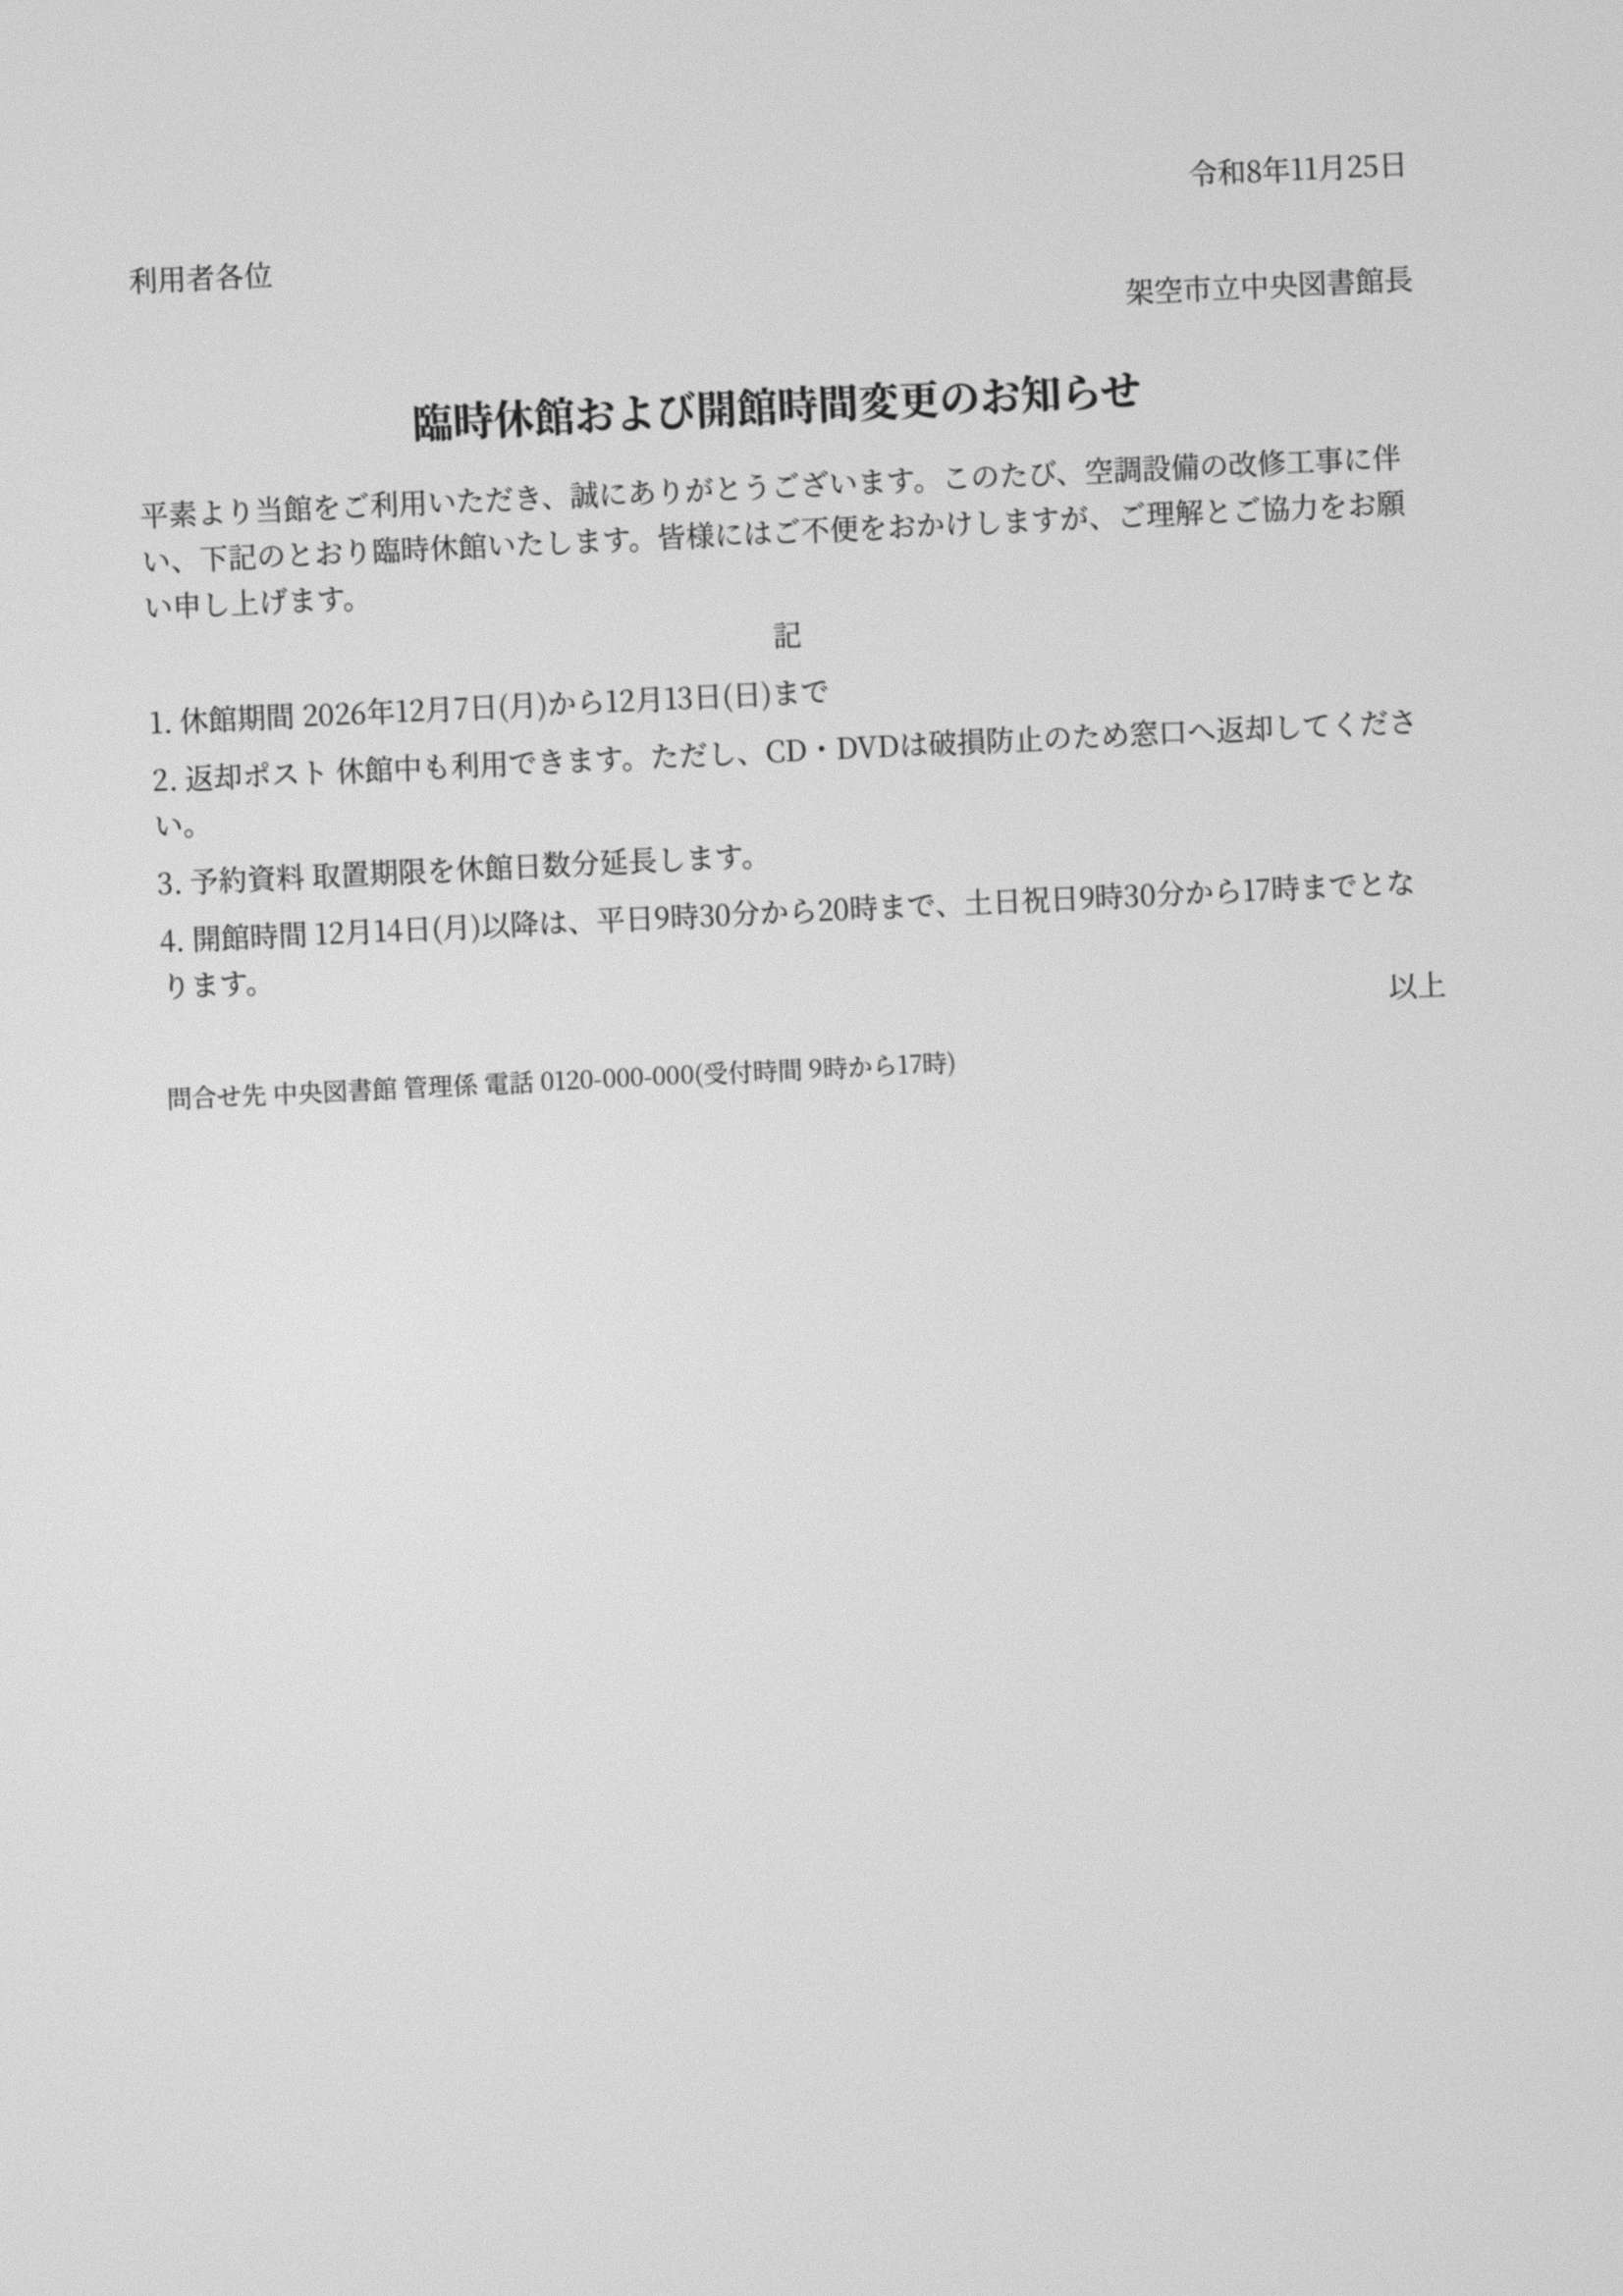 令和8年11月25日
利用者各位
架空市立中央図書館長
臨時休館および開館時間変更のお知らせ
平素より当館をご利用いただき、誠にありがとうございます。このたび、空調設備の改修工事に伴
い、下記のとおり臨時休館いたします。皆様にはご不便をおかけしますが、ご理解とご協力をお願
い申し上げます。
記
1. 休館期間 2026年12月7日(月)から12月13日(日)まで
2. 返却ポスト 休館中も利用できます。ただし、CD・DVDは破損防止のため窓口へ返却してくださ
い。
3. 予約資料 取置期限を休館日数分延長します。
4. 開館時間 12月14日(月)以降は、平日9時30分から20時まで、土日祝日9時30分から17時までとな
ります。
以上
問合せ先 中央図書館 管理係 電話 0120-000-000(受付時間 9時から17時)